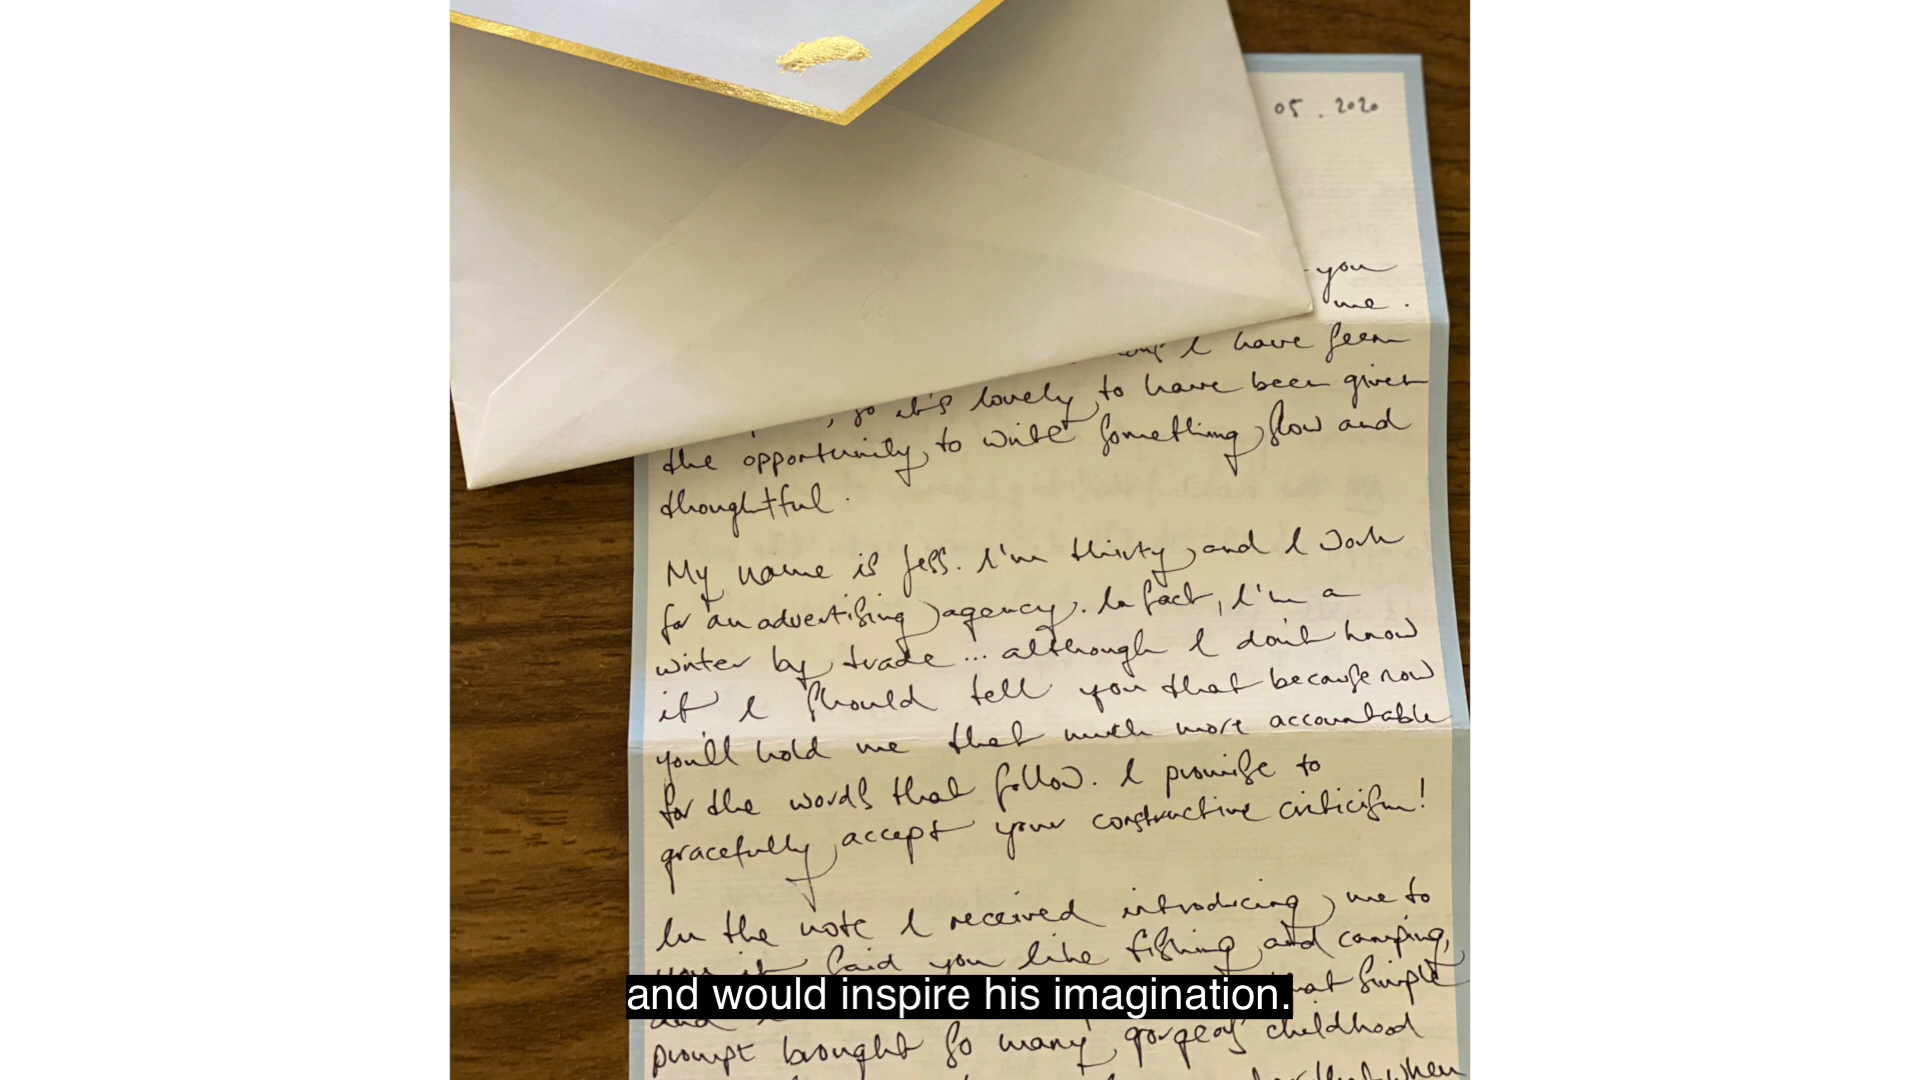 05.2020
you
me.
I have been
, so it's lovely to have been given
the opportunity to write something slow and
thoughtful.
My name is Jess. I'm thirty, and I work
for an advertising agency. In fact, I'm a
writer by trade... although I don't know
if I should tell you that because now
you'll hold me that much more accountable
for the words that follow. I promise to
gracefully accept your constructive criticism!
In the note I received introducing me to
you it said you like fishing and camping,
and would inspire his imagination.
that simple
prompt brought so many gorgeous childhood
when